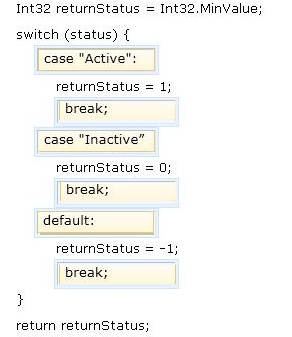 Int32 returnStatus = Int32.MinValue;
switch (status) {
case "Active":
returnStatus = 1;
break;
case "Inactive”
returnStatus = 0;
break;
default:
returnStatus = -1;
break;
}
return returnStatus;